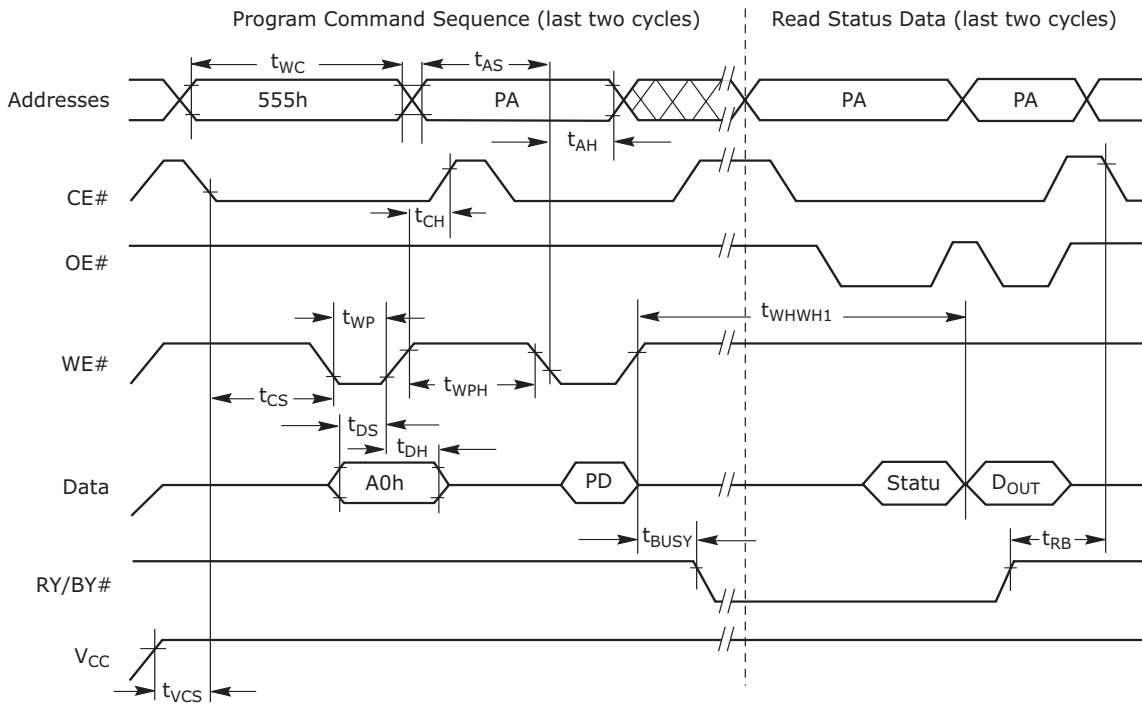 Program Command Sequence (last two cycles)
Read Status Data (last two cycles)
tWC
tAS
Addresses
555h
PA
PA
PA
tAH
CE#
tCH
OE#
tWHWH1
tWP
WE#
tWPH
tCS
tDS
tDH
Data
A0h
PD
Statu
DOUT
tBUSY
tRB
RY/BY#
VCC
tVCS